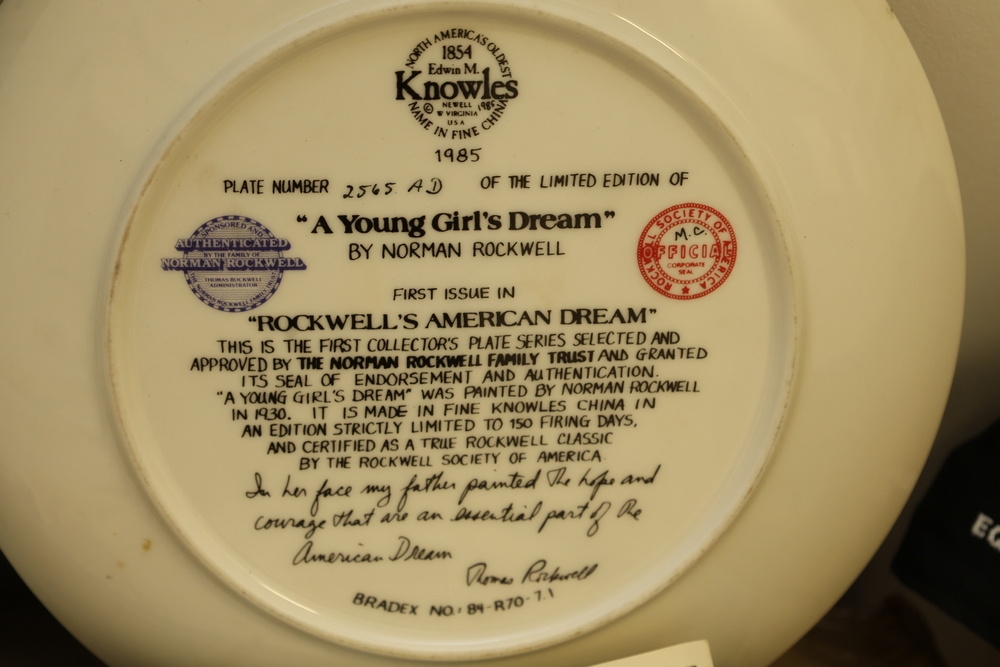 NORTH AMERICA'S OLDEST
1854
Edwin M.
Knowles
© NEWELL 1985
W VIRGINIA
USA
NAME IN FINE CHINA
1985
PLATE NUMBER 2565 AD OF THE LIMITED EDITION OF
"A Young Girl's Dream"
BY NORMAN ROCKWELL
SPONSORED AND
AUTHENTICATED
BY THE FAMILY OF
NORMAN ROCKWELL
THOMAS ROCKWELL
ADMINISTRATOR
NORMAN ROCKWELL FAMILY TRUST
ROCKWELL SOCIETY OF AMERICA
M.C.
OFFICIAL
CORPORATE
SEAL
FIRST ISSUE IN
"ROCKWELL'S AMERICAN DREAM"
THIS IS THE FIRST COLLECTOR'S PLATE SERIES SELECTED AND
APPROVED BY THE NORMAN ROCKWELL FAMILY TRUST AND GRANTED
ITS SEAL OF ENDORSEMENT AND AUTHENTICATION.
"A YOUNG GIRL'S DREAM" WAS PAINTED BY NORMAN ROCKWELL
IN 1930. IT IS MADE IN FINE KNOWLES CHINA IN
AN EDITION STRICTLY LIMITED TO 150 FIRING DAYS,
AND CERTIFIED AS A TRUE ROCKWELL CLASSIC
BY THE ROCKWELL SOCIETY OF AMERICA.
In her face my father painted the hope and
courage that are an essential part of the
American Dream
Thomas Rockwell
BRADEX NO.: 84-R70-7.1